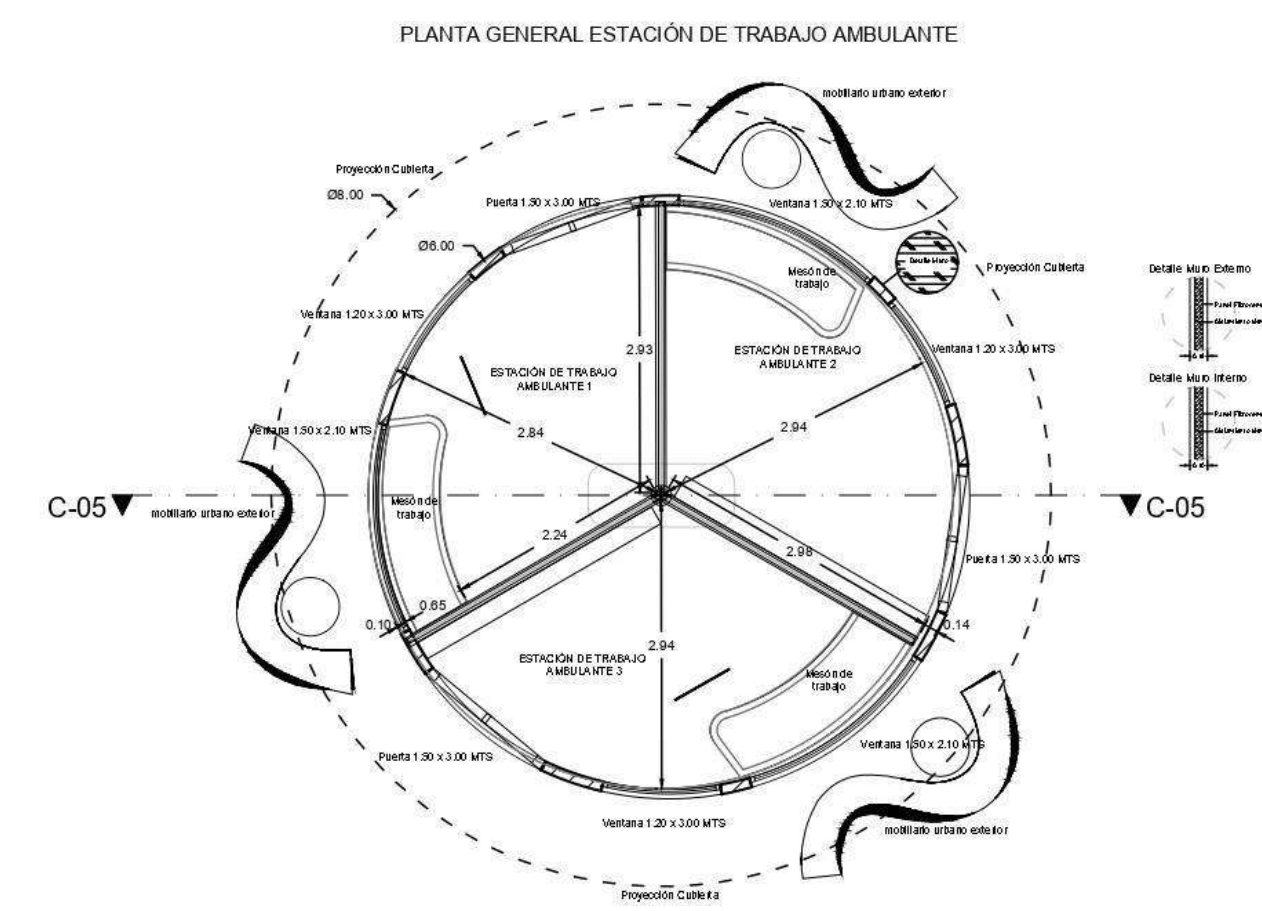 PLANTA GENERAL ESTACIÓN DE TRABAJO AMBULANTE
mobiliario urbano exterior
Proyección Cubierta
Ø8.00
Puerta 1.50 x 3.00 MTS
Ventana 1.50 x 2.10 MTS
Ø6.00
Detalle Muro
Proyección Cubierta
Mesón de
trabajo
Detalle Muro Externo
Ventana 1.20 x 3.00 MTS
2.93
ESTACIÓN DE TRABAJO
AMBULANTE 2
Ventana 1.20 x 3.00 MTS
ESTACIÓN DE TRABAJO
AMBULANTE 1
Detalle Muro Interno
2.84
2.94
Ventana 1.50 x 2.10 MTS
C-05
mobiliario urbano exterior
Mesón de
trabajo
C-05
2.24
2.98
Puerta 1.50 x 3.00 MTS
0.65
0.10
0.14
2.94
ESTACIÓN DE TRABAJO
AMBULANTE 3
Mesón de
trabajo
Puerta 1.50 x 3.00 MTS
Ventana 1.50 x 2.10 MTS
Ventana 1.20 x 3.00 MTS
mobiliario urbano exterior
Proyección Cubierta